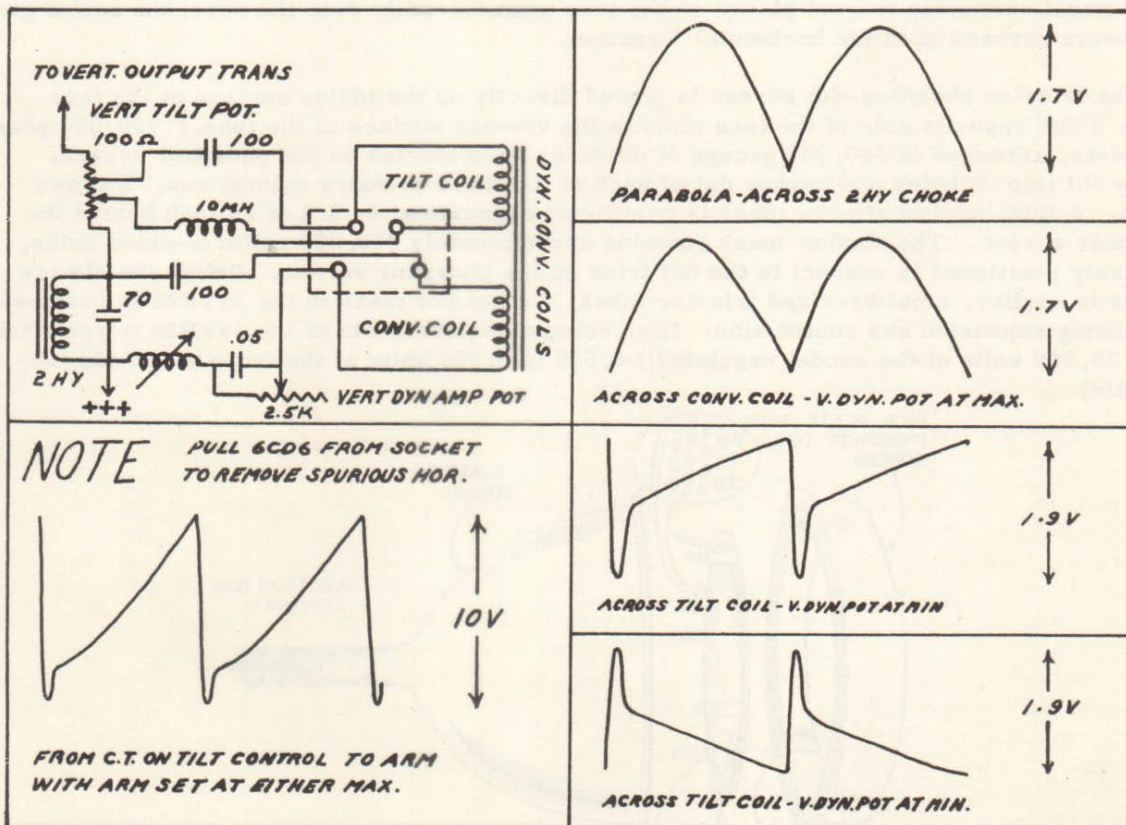 TO VERT. OUTPUT TRANS
VERT TILT
100Ω
100
10MH
TILT COIL
DYN. CONV. COILS
20
100
CONV. COIL
2 HY
.05
+++
2.5K
VERT DYN AMP POT
1.7V
PARABOLA - ACROSS 2HY CHOKE
1.7V
ACROSS CONV. COIL - V. DYN. POT AT MAX.
NOTE
PULL 6CD6 FROM SOCKET
TO REMOVE SPURIOUS HOR.
10V
FROM C.T. ON TILT CONTROL TO ARM
WITH ARM SET AT EITHER MAX.
1.9V
ACROSS TILT COIL - V. DYN. POT AT MIN
1.9V
ACROSS TILT COIL - V. DYN. POT AT MIN.